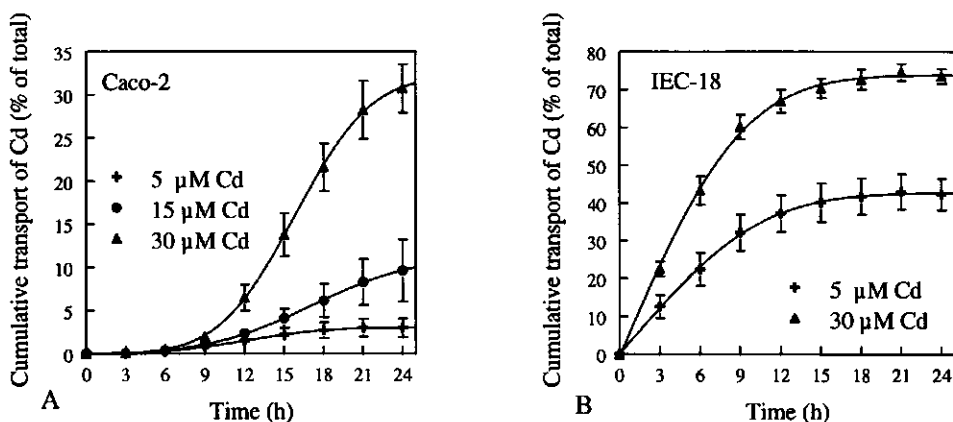 Cumulative transport of Cd (% of total)
35
30
25
20
15
10
5
0
Caco-2
5 µM Cd
15 µM Cd
30 µM Cd
0 3 6 9 12 15 18 21 24
Time (h)
A
Cumulative transport of Cd (% of total)
80
70
60
50
40
30
20
10
0
IEC-18
5 µM Cd
30 µM Cd
0 3 6 9 12 15 18 21 24
Time (h)
B